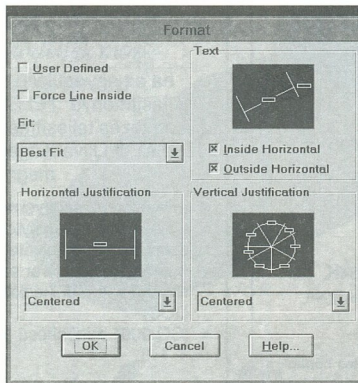 Format
User Defined
Force Line Inside
Fit:
Best Fit
Text
Inside Horizontal
Outside Horizontal
Horizontal Justification
Centered
Vertical Justification
Centered
OK
Cancel
Help...